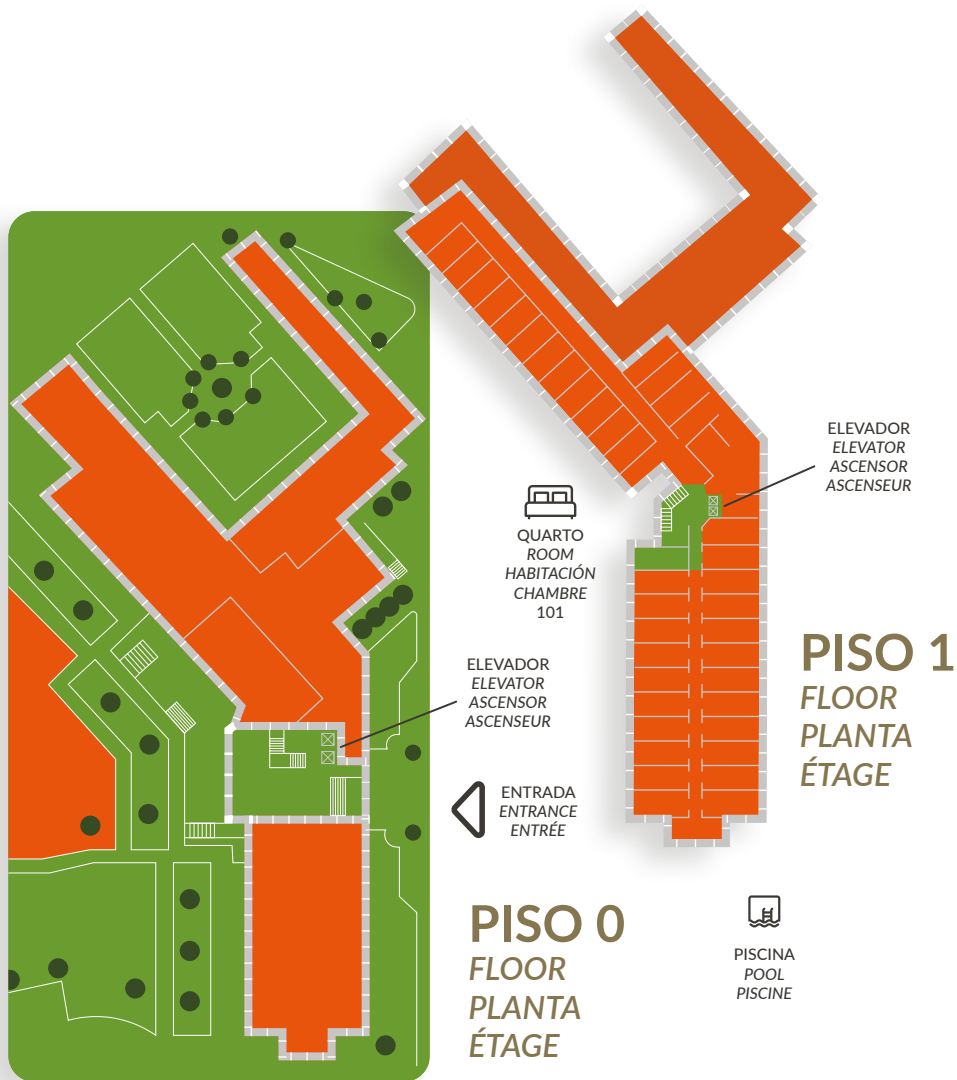 ELEVADOR
ELEVATOR
ASCENSOR
ASCENSEUR
QUARTO
ROOM
HABITACIÓN
CHAMBRE
101
PISO 1
FLOOR
PLANTA
ÉTAGE
ELEVADOR
ELEVATOR
ASCENSOR
ASCENSEUR
ENTRADA
ENTRANCE
ENTRÉE
PISO 0
FLOOR
PLANTA
ÉTAGE
PISCINA
POOL
PISCINE